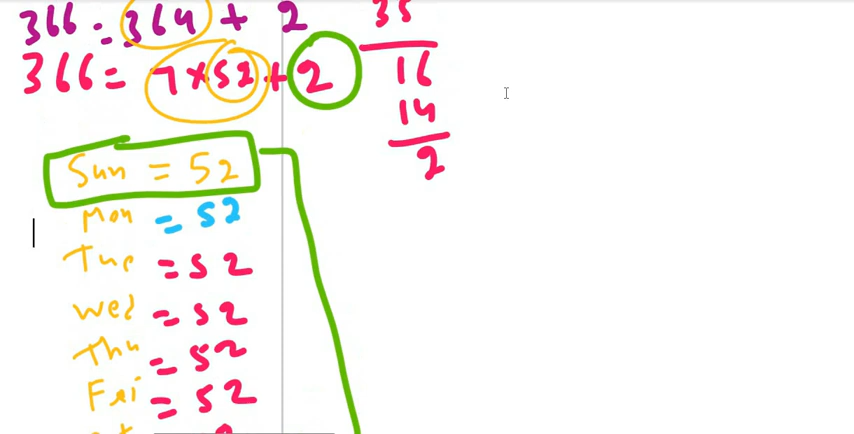 366 = 364 + 2
366 = 7 × 52 + 2
35
16
14
2
Sun = 52
Mon = 52
Tue = 52
Wed = 52
Thu = 52
Fri = 52